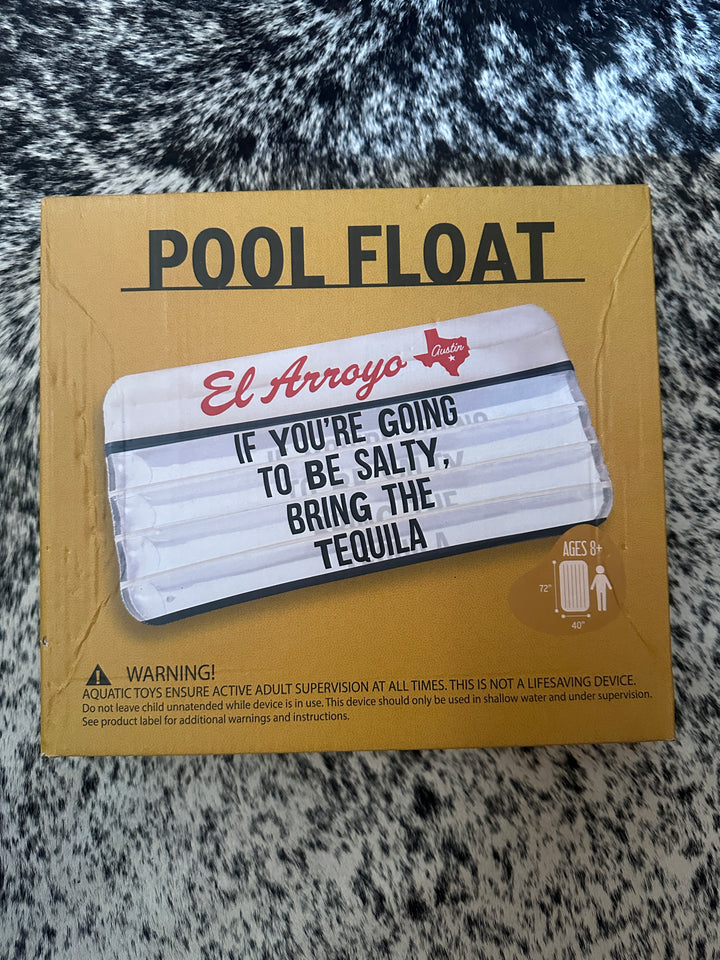 POOL FLOAT
El Arroyo
Austin
IF YOU'RE GOING
TO BE SALTY,
BRING THE
TEQUILA
AGES 8+
72"
40"
WARNING!
AQUATIC TOYS ENSURE ACTIVE ADULT SUPERVISION AT ALL TIMES. THIS IS NOT A LIFESAVING DEVICE.
Do not leave child unnatended while device is in use. This device should only be used in shallow water and under supervision.
See product label for additional warnings and instructions.